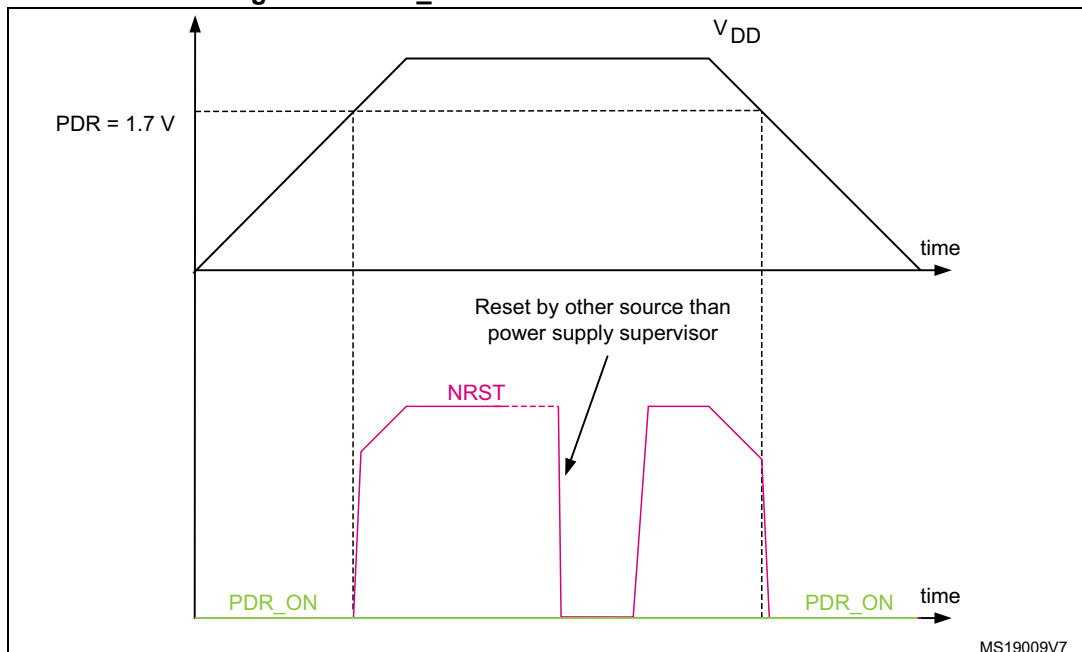 V DD
PDR = 1.7 V
time
Reset by other source than
power supply supervisor
NRST
PDR_ON
PDR_ON
time
MS19009V7